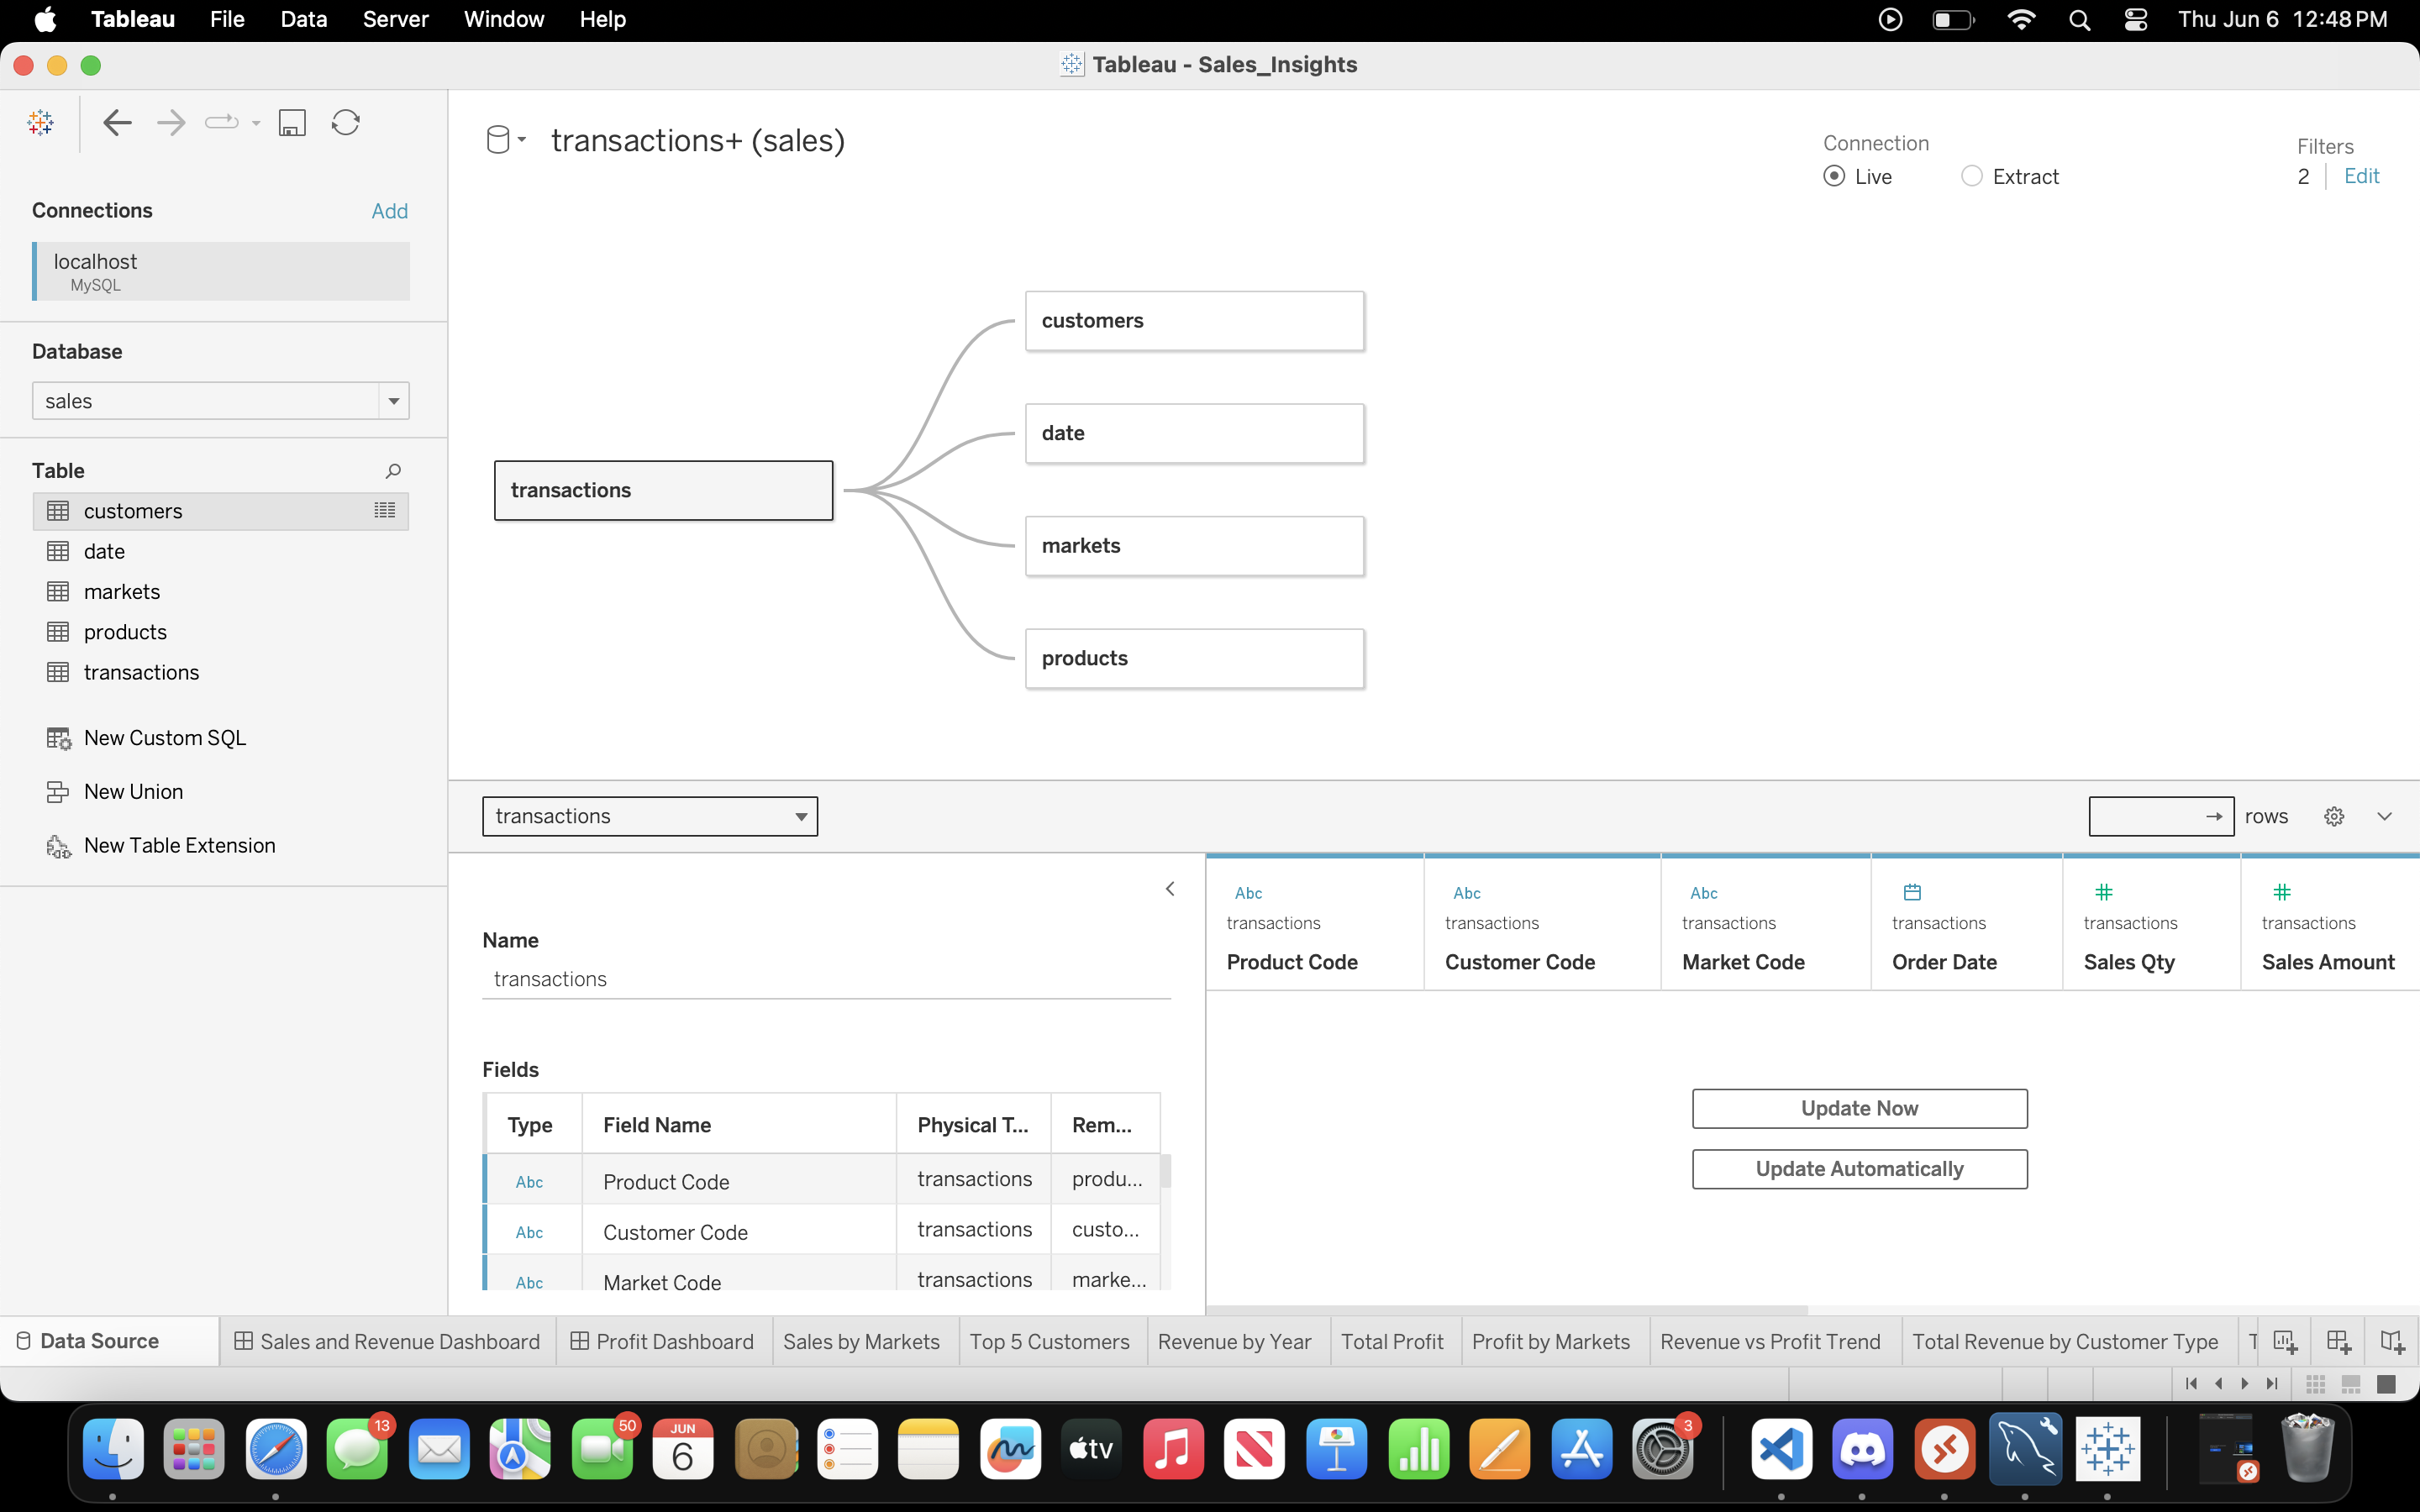 Tableau File Data Server Window Help
Thu Jun 6 12:48 PM
Tableau - Sales_Insights
transactions+ (sales)
Connection
Live Extract
Filters
2 Edit
Connections Add
localhost
MySQL
Database
sales
Table
customers
date
markets
products
transactions
New Custom SQL
New Union
New Table Extension
transactions
customers
date
markets
products
transactions
rows
Name
transactions
Fields
Type Field Name Physical T... Rem...
Abc Product Code transactions produ...
Abc Customer Code transactions custo...
Abc Market Code transactions marke...
Abc Abc Abc # #
transactions transactions transactions transactions transactions transactions
Product Code Customer Code Market Code Order Date Sales Qty Sales Amount
Update Now
Update Automatically
Data Source Sales and Revenue Dashboard Profit Dashboard Sales by Markets Top 5 Customers Revenue by Year Total Profit Profit by Markets Revenue vs Profit Trend Total Revenue by Customer Type T
13 50 JUN 6 tv 3